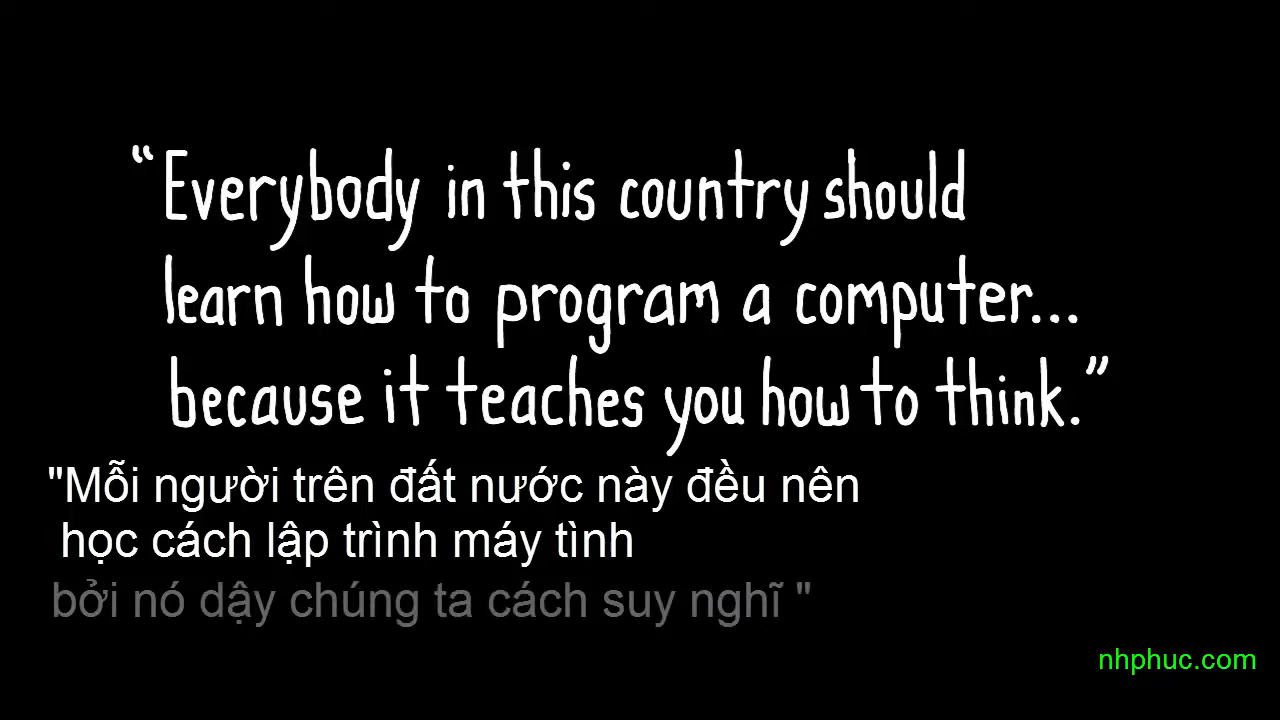 “Everybody in this country should
learn how to program a computer...
because it teaches you how to think.”
"Mỗi người trên đất nước này đều nên
học cách lập trình máy tình
bởi nó dậy chúng ta cách suy nghĩ "
nhphuc.com